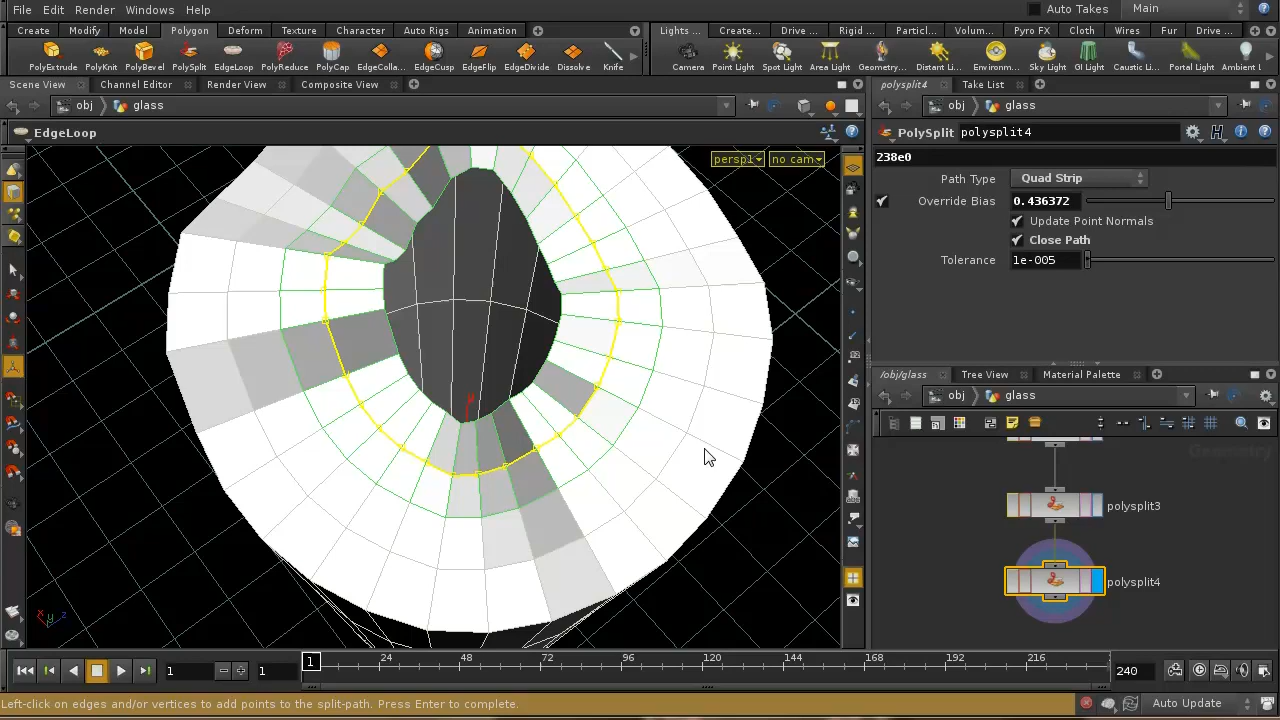 File Edit Render Assets Windows Help Auto Takes Main
Create Modify Model Polygon Deform Texture Character Auto Rigs Animation Lights ... Create... Drive ... Rigid ... Particl... Volum... Pyro FX Cloth Wires Fur Drive ...
PolyExtrude PolyKnit PolyBevel PolySplit EdgeLoop PolyReduce PolyCap EdgeColla... EdgeCusp EdgeFlip EdgeDivide Dissolve Knife Camera Point Light Spot Light Area Light Geometry... Distant Li... Environm... Sky Light GI Light Caustic Li... Portal Light Ambient L
Scene View Channel Editor Render View Composite View polysplit4 Take List
obj glass obj glass
EdgeLoop PolySplit polysplit4
persp1 no cam
238e0
Path Type Quad Strip
Override Bias 0.436372
Update Point Normals
Close Path
Tolerance 1e-005
/obj/glass Tree View Material Palette
obj glass
Geometry
polysplit3
polysplit4
y
x y z
1 1 1 24 48 72 96 120 144 168 192 216 240
Left-click on edges and/or vertices to add points to the split-path. Press Enter to complete. Auto Update